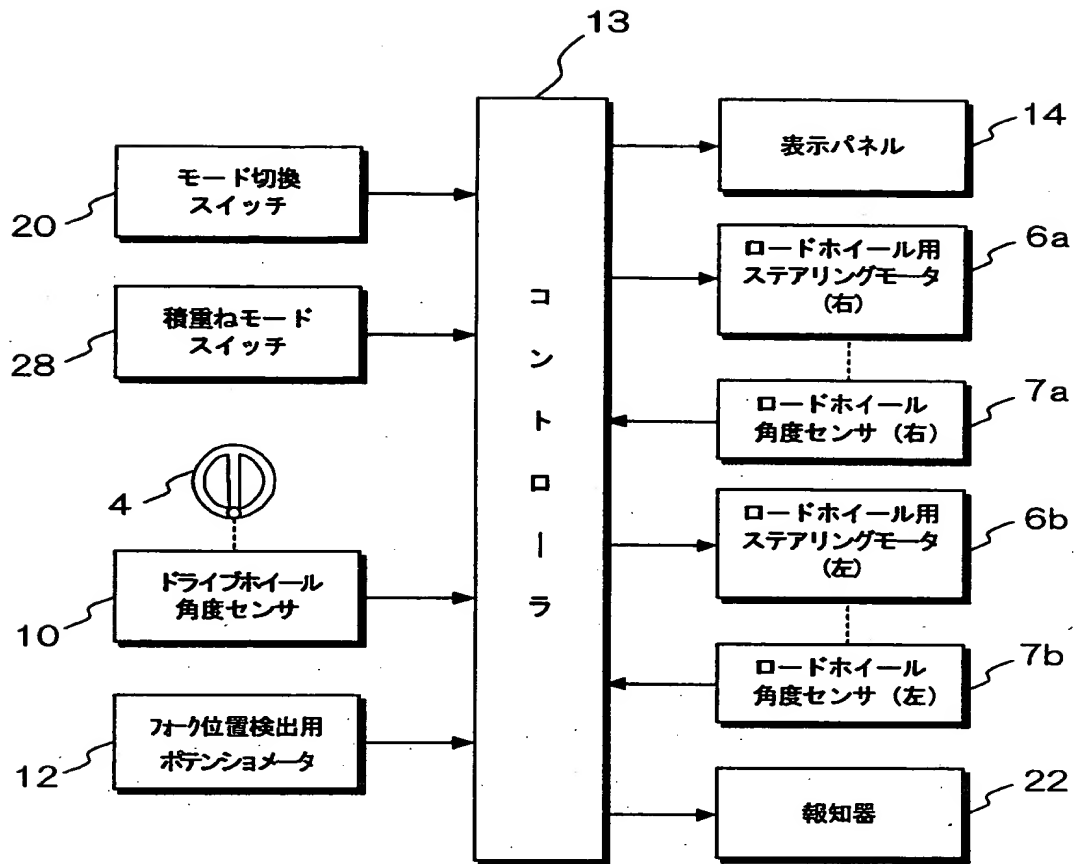 13
モード切換
スイッチ
20
積重ねモード
スイッチ
28
4
ドライブホイール
角度センサ
10
フォーク位置検出用
ポテンショメータ
12
コントローラ
表示パネル
14
ロードホイール用
ステアリングモータ
(右)
6a
ロードホイール
角度センサ (右)
7a
ロードホイール用
ステアリングモータ
(左)
6b
ロードホイール
角度センサ (左)
7b
報知器
22